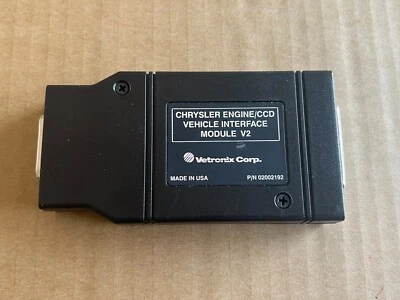 CHRYSLER ENGINE/CCD
VEHICLE INTERFACE
MODULE V2
Vetronix Corp.
MADE IN USA P/N 02002192